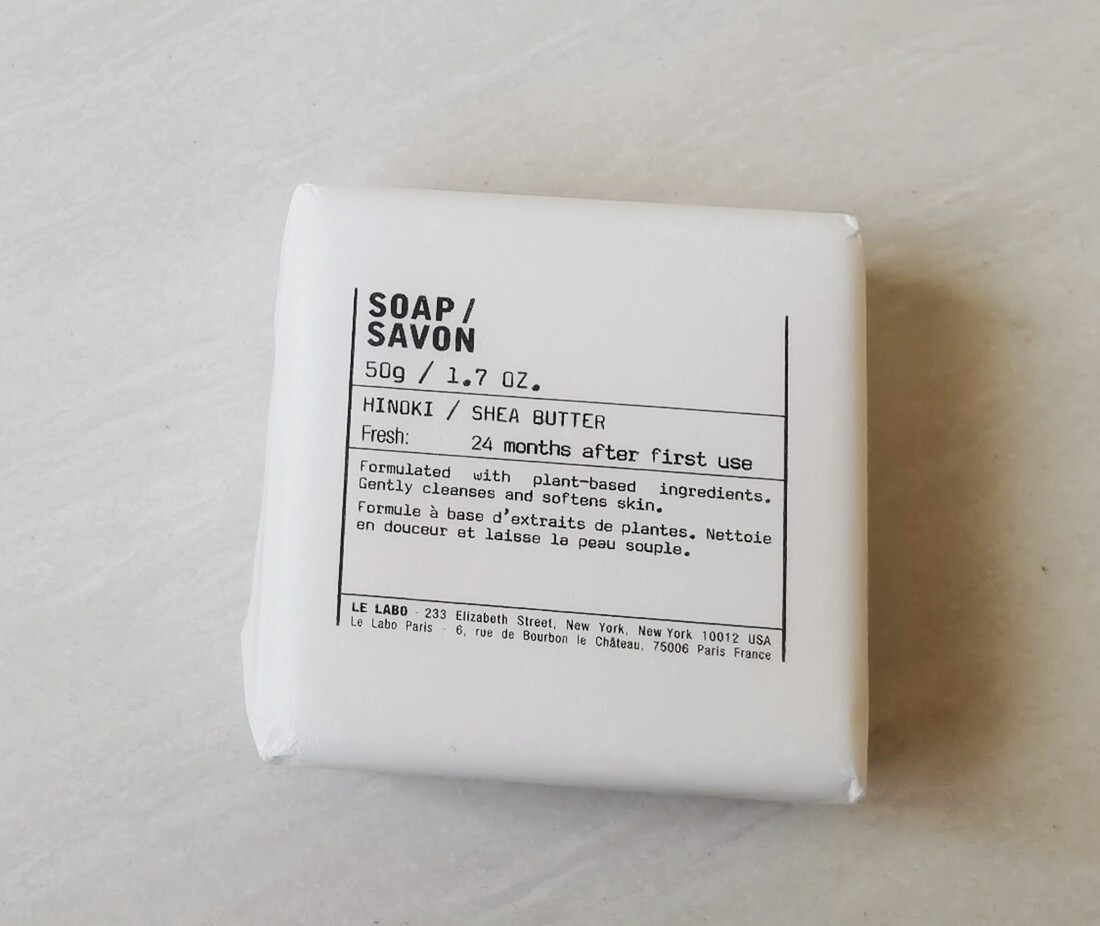 SOAP /
SAVON
50g / 1.7 OZ.
HINOKI / SHEA BUTTER
Fresh: 24 months after first use
Formulated with plant-based ingredients.
Gently cleanses and softens skin.
Formule à base d'extraits de plantes. Nettoie
en douceur et laisse la peau souple.
LE LABO - 233 Elizabeth Street, New York, New York 10012 USA
Le Labo Paris - 6, rue de Bourbon le Château, 75006 Paris France